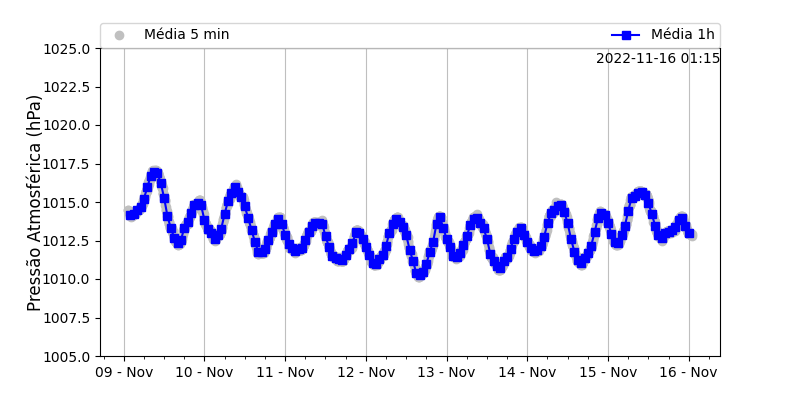 Média 5 min
Média 1h
2022-11-16 01:15
Pressão Atmosférica (hPa)
1025.0
1022.5
1020.0
1017.5
1015.0
1012.5
1010.0
1007.5
1005.0
09 - Nov
10 - Nov
11 - Nov
12 - Nov
13 - Nov
14 - Nov
15 - Nov
16 - Nov